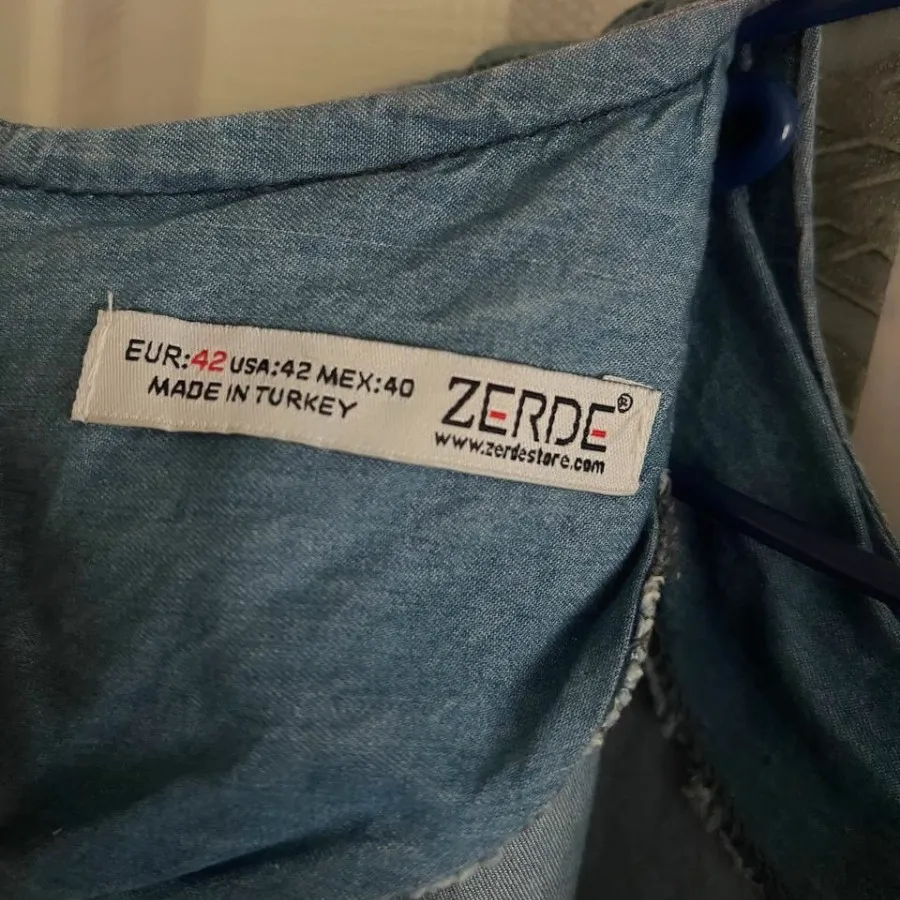 EUR:42 USA:42 MEX:40
MADE IN TURKEY
ZERDE®
www.zerdestore.com